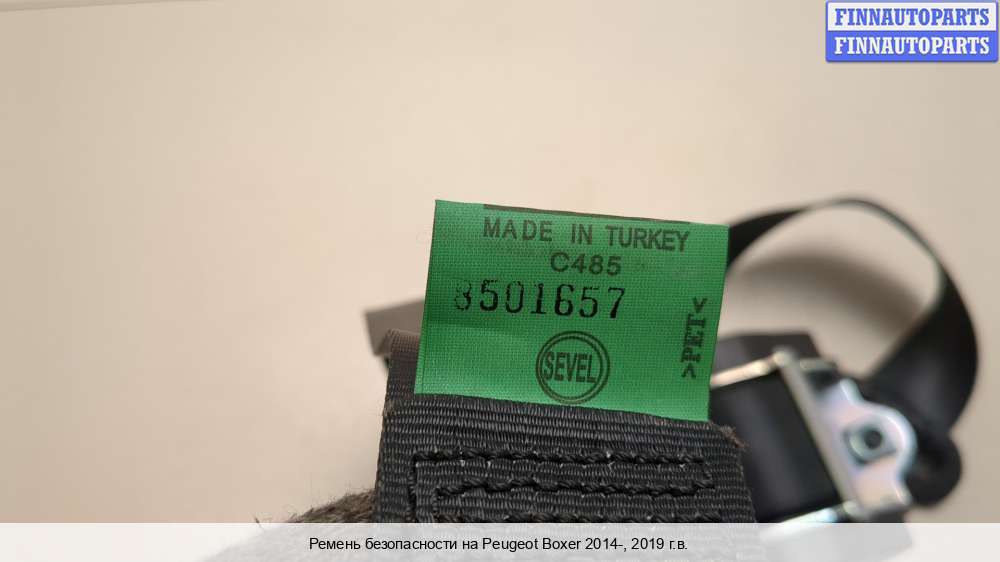 FINNAUTOPARTS
FINNAUTOPARTS
MADE IN TURKEY
C485
8501657
>PET<
SEVEL
Ремень безопасности на Peugeot Boxer 2014-, 2019 г.в.